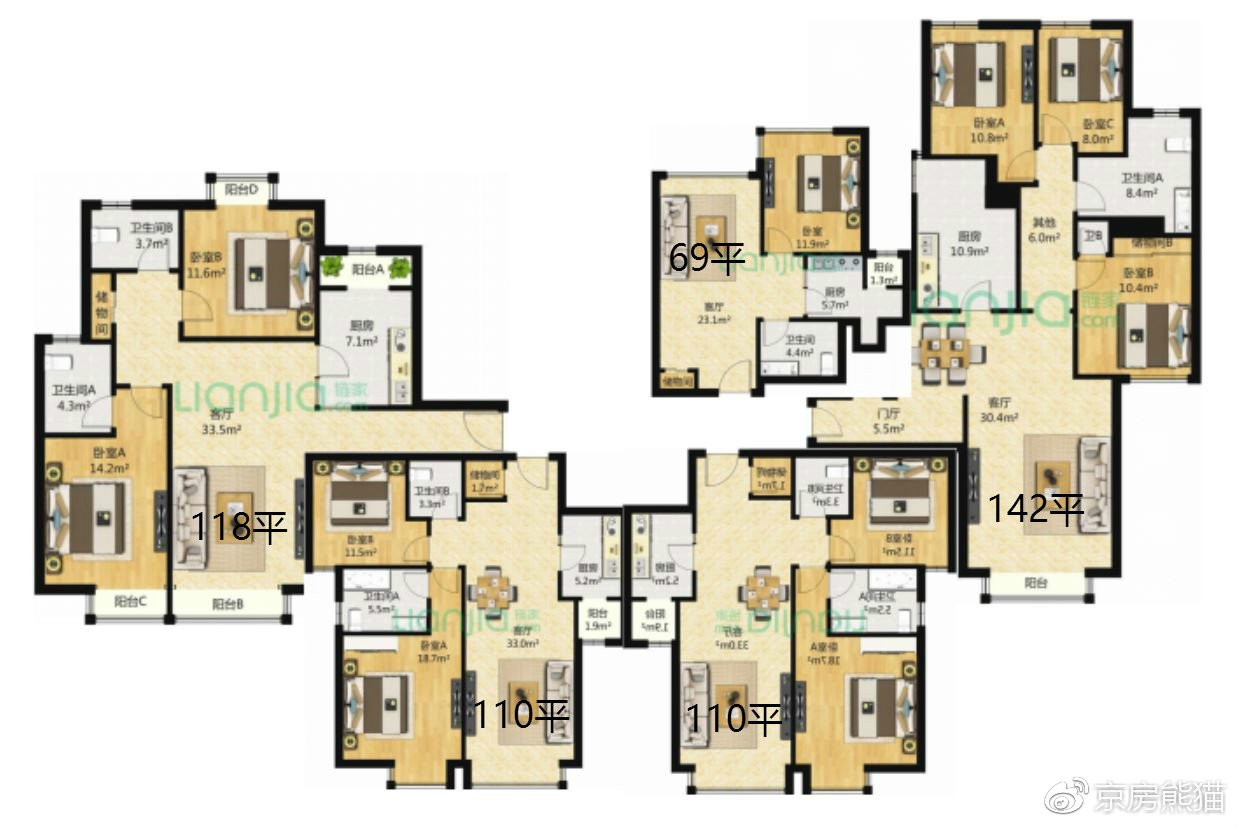 阳台D
卫生间B
3.7m²
卧室B
11.6m²
阳台A
储
物
间
厨房
7.1m²
卫生间A
4.3m²
LIANJIA 链家
.com
客厅
33.5m²
卧室A
14.2m²
118平
阳台C
阳台B
卧室B
11.5m²
卫生间B
3.3m²
储物间
1.7m²
厨房
5.2m²
阳台
1.9m²
卫生间A
5.5m²
LIANJIA 链家
.com
客厅
33.0m²
卧室A
18.7m²
110平
卧室
11.9m²
69平
LIANJIA
客厅
23.1m²
厨房
5.7m²
阳台
1.3m²
卫生间
4.4m²
储物间
卧室A
10.8m²
卧室C
8.0m²
卫生间A
8.4m²
厨房
10.9m²
其他
6.0m²
卫B
储物间B
卧室B
10.4m²
LIANJIA 链家
.com
门厅
5.5m²
客厅
30.4m²
142平
阳台
储物间
1.7m²
卫生间B
3.3m²
卧室B
11.5m²
厨房
5.2m²
阳台
1.9m²
卫生间A
5.5m²
LIANJIA 链家
客厅
33.0m²
卧室A
18.7m²
110平
京房熊猫